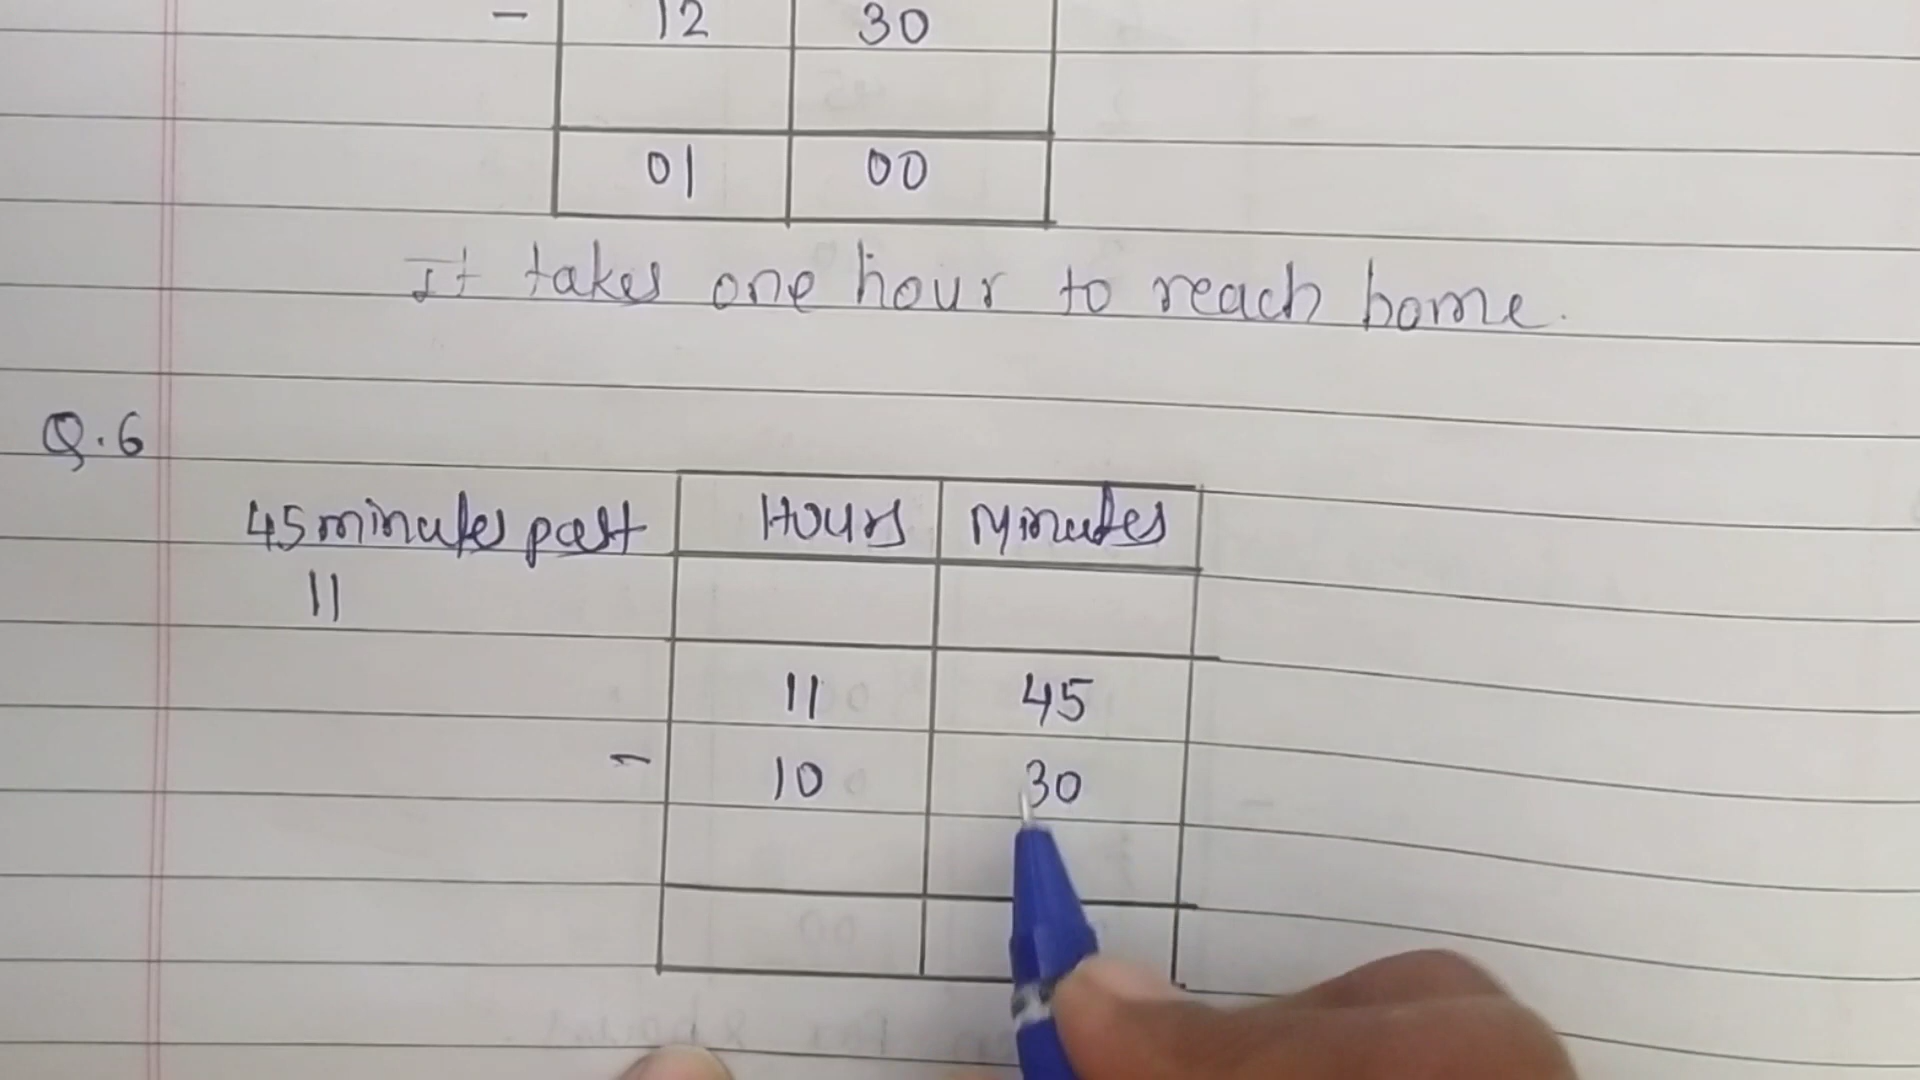 - 12 30
01 00
It takes one hour to reach home.
Q.6
45 minutes past Hours Minutes
11
11 45
- 10 30